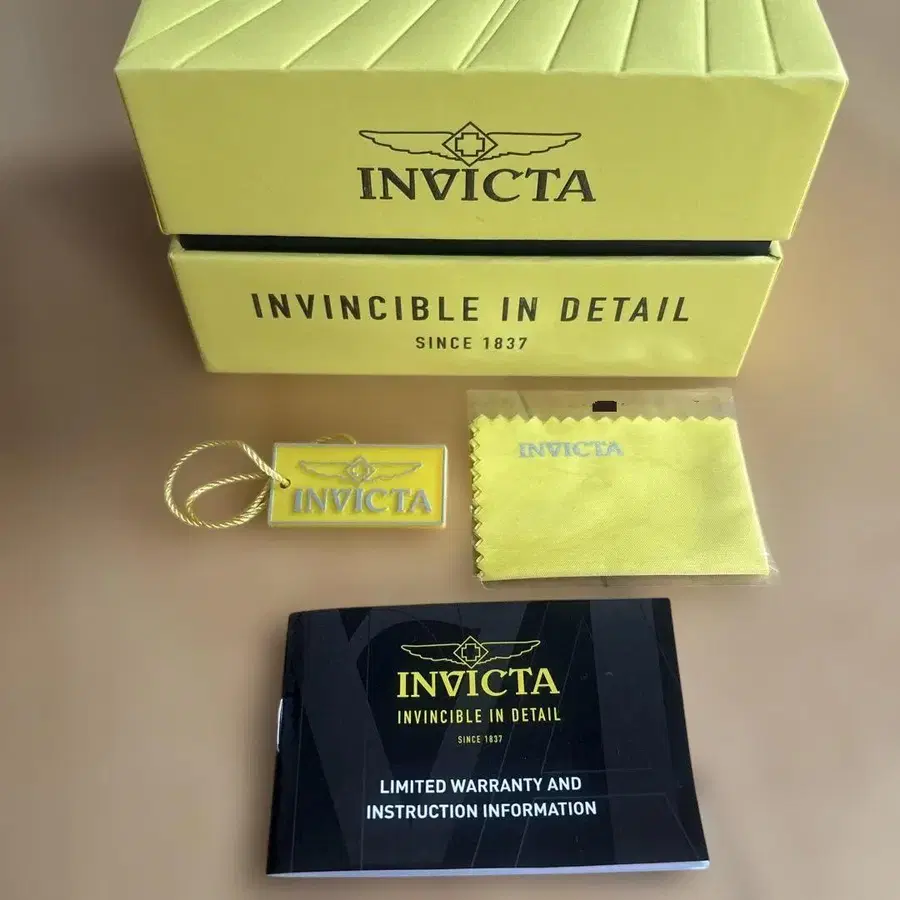 INVICTA
INVINCIBLE IN DETAIL
SINCE 1837
INVICTA
INVICTA
INVICTA
INVINCIBLE IN DETAIL
SINCE 1837
LIMITED WARRANTY AND
INSTRUCTION INFORMATION